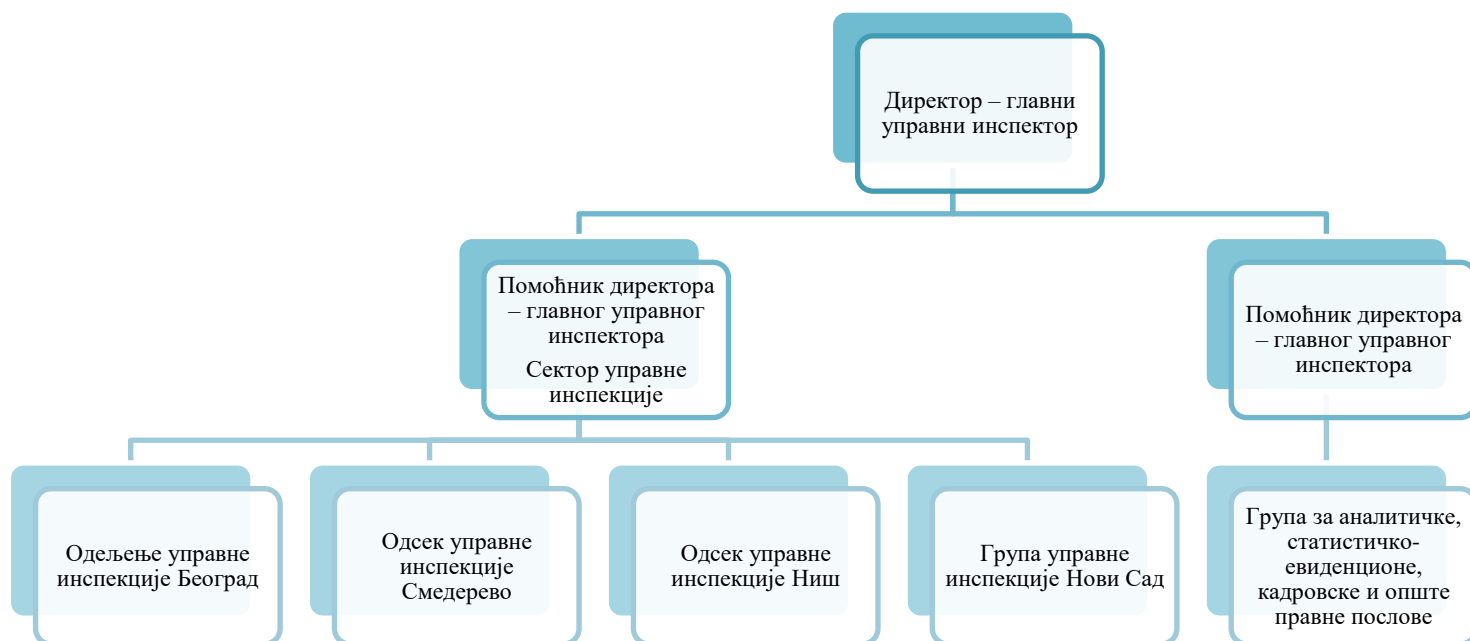 Директор – главни
управни инспектор
Помоћник директора
– главног управног
инспектора
Сектор управне
инспекције
Помоћник директора
– главног управног
инспектора
Одељење управне
инспекције Београд
Одсек управне
инспекције
Смедерево
Одсек управне
инспекције Ниш
Група управне
инспекције Нови Сад
Група за аналитичке,
статистичко-
евиденционе,
кадровске и опште
правне послове